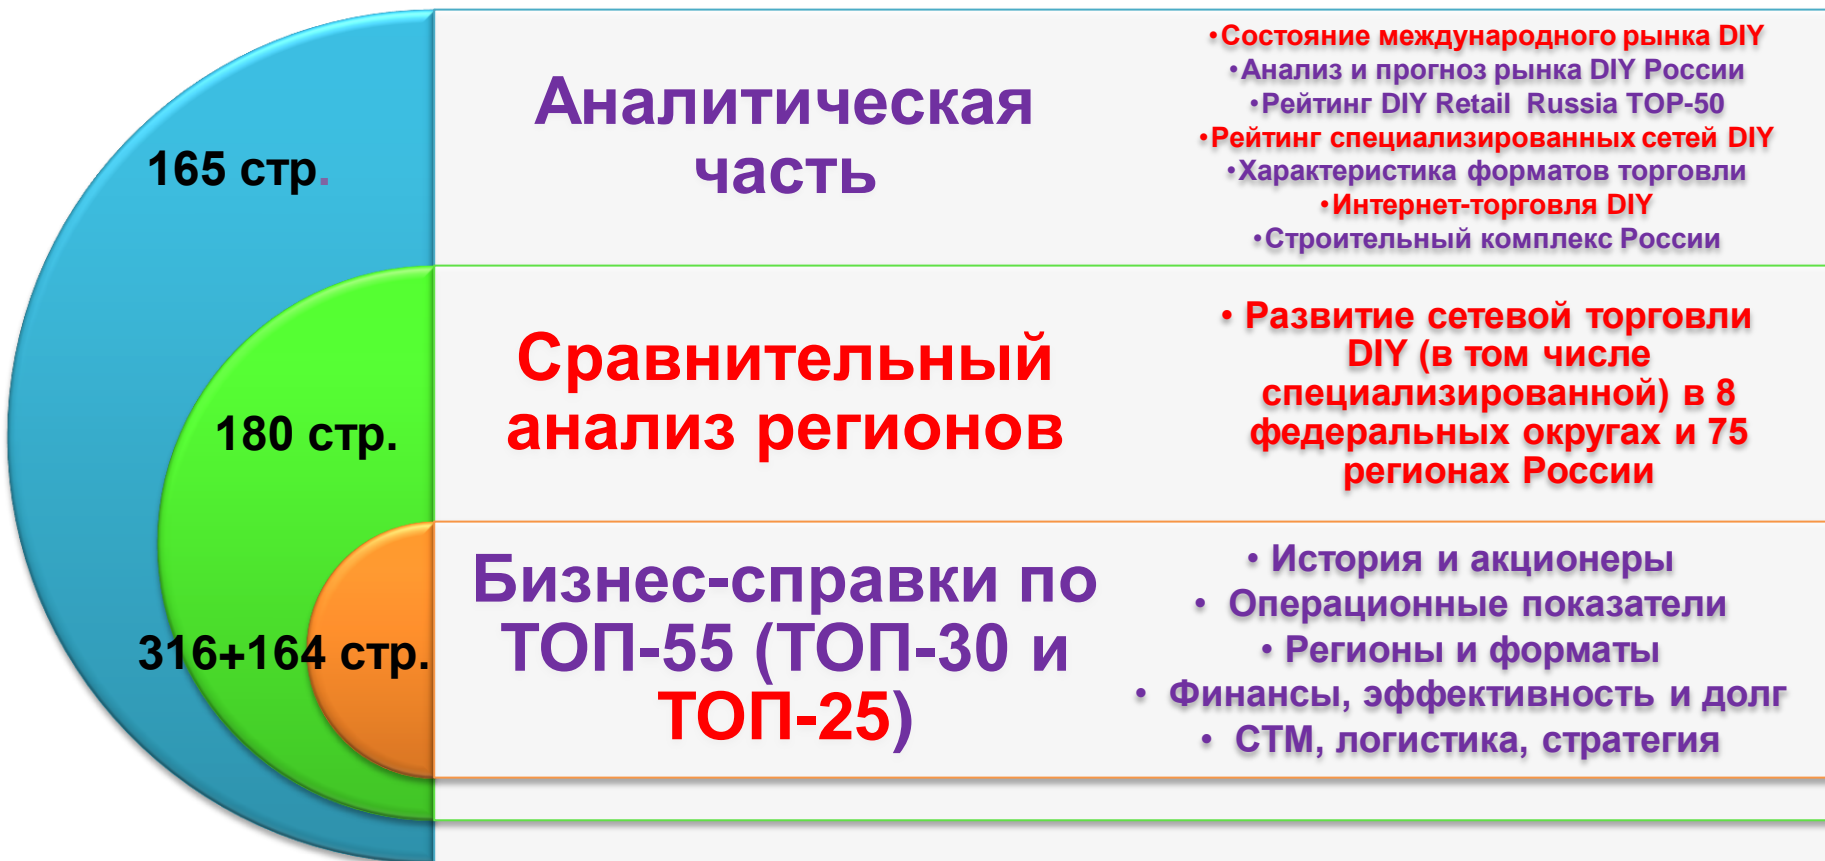 165 стр.
Аналитическая
часть
•Состояние международного рынка DIY
•Анализ и прогноз рынка DIY России
•Рейтинг DIY Retail  Russia TOP-50
•Рейтинг специализированных сетей DIY
•Характеристика форматов торговли
•Интернет-торговля DIY
•Строительный комплекс России
180 стр.
Сравнительный
анализ регионов
• Развитие сетевой торговли
DIY (в том числе
специализированной) в 8
федеральных округах и 75
регионах России
316+164 стр.
Бизнес-справки по
ТОП-55 (ТОП-30 и
ТОП-25)
• История и акционеры
• Операционные показатели
• Регионы и форматы
• Финансы, эффективность и долг
• СТМ, логистика, стратегия